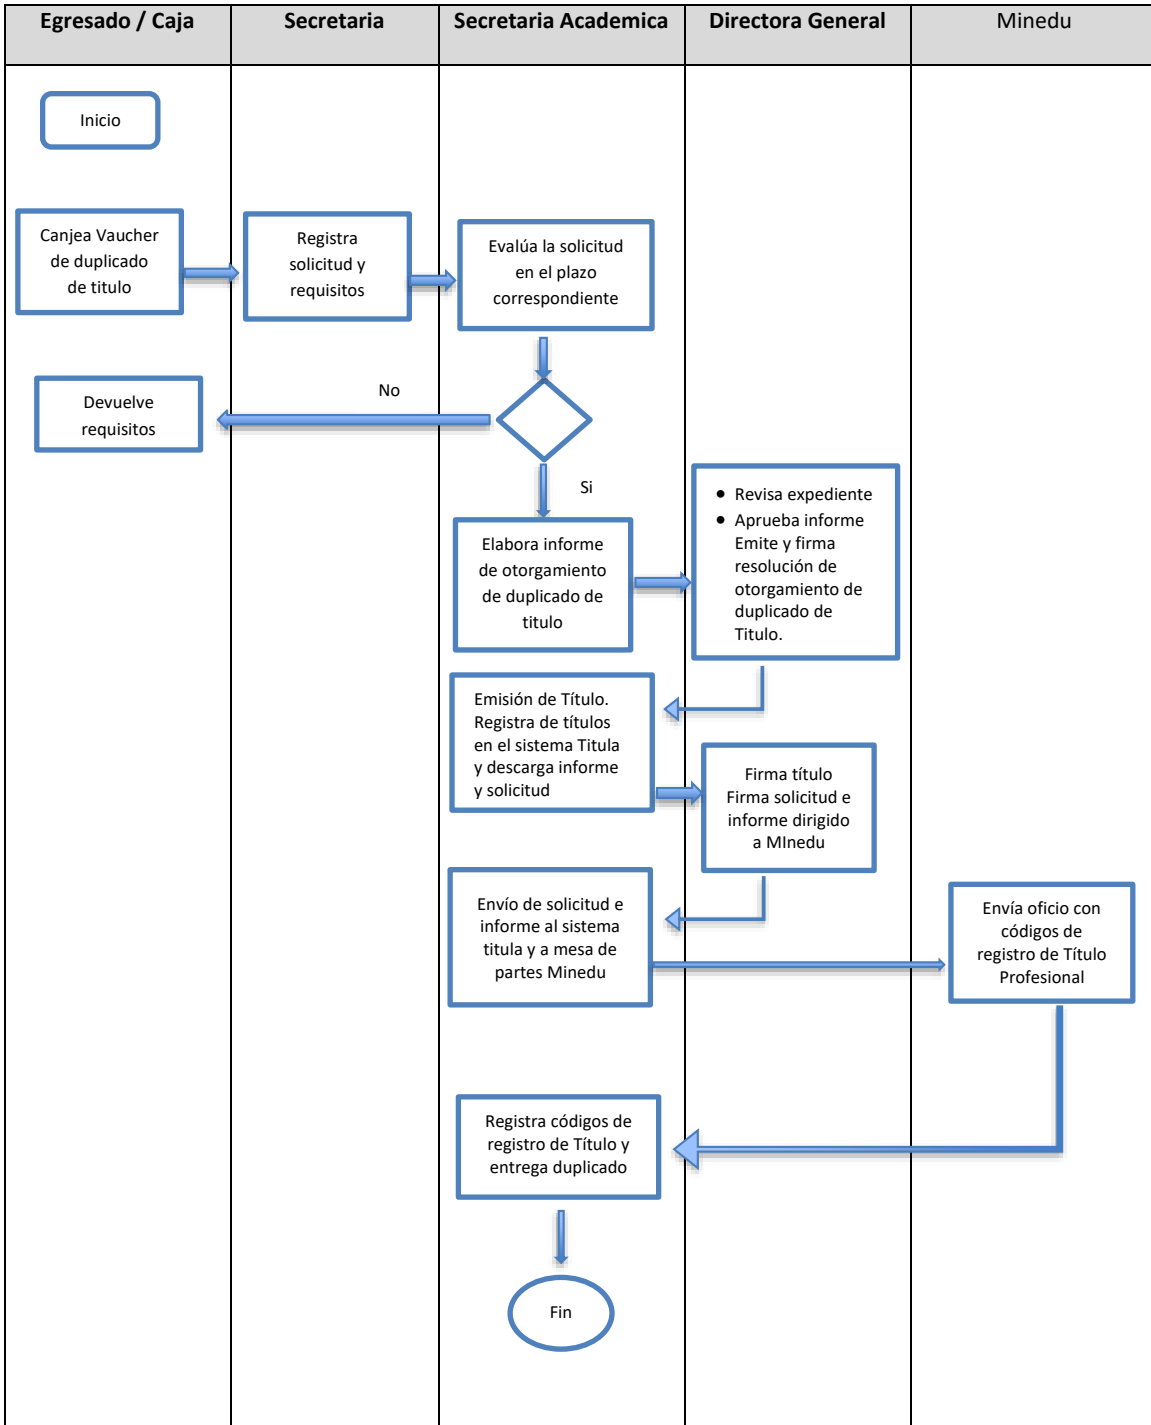 Egresado / Caja
Secretaria
Secretaria Academica
Directora General
Minedu
Inicio
Canjea Vaucher
de duplicado
de titulo
Registra
solicitud y
requisitos
Evalúa la solicitud
en el plazo
correspondiente
Devuelve
requisitos
No
Si
Elabora informe
de otorgamiento
de duplicado de
titulo
• Revisa expediente
• Aprueba informe
Emite y firma
resolución de
otorgamiento de
duplicado de
Titulo.
Emisión de Título.
Registra de títulos
en el sistema Titula
y descarga informe
y solicitud
Firma título
Firma solicitud e
informe dirigido
a MInedu
Envío de solicitud e
informe al sistema
titula y a mesa de
partes Minedu
Envía oficio con
códigos de
registro de Título
Profesional
Registra códigos de
registro de Título y
entrega duplicado
Fin